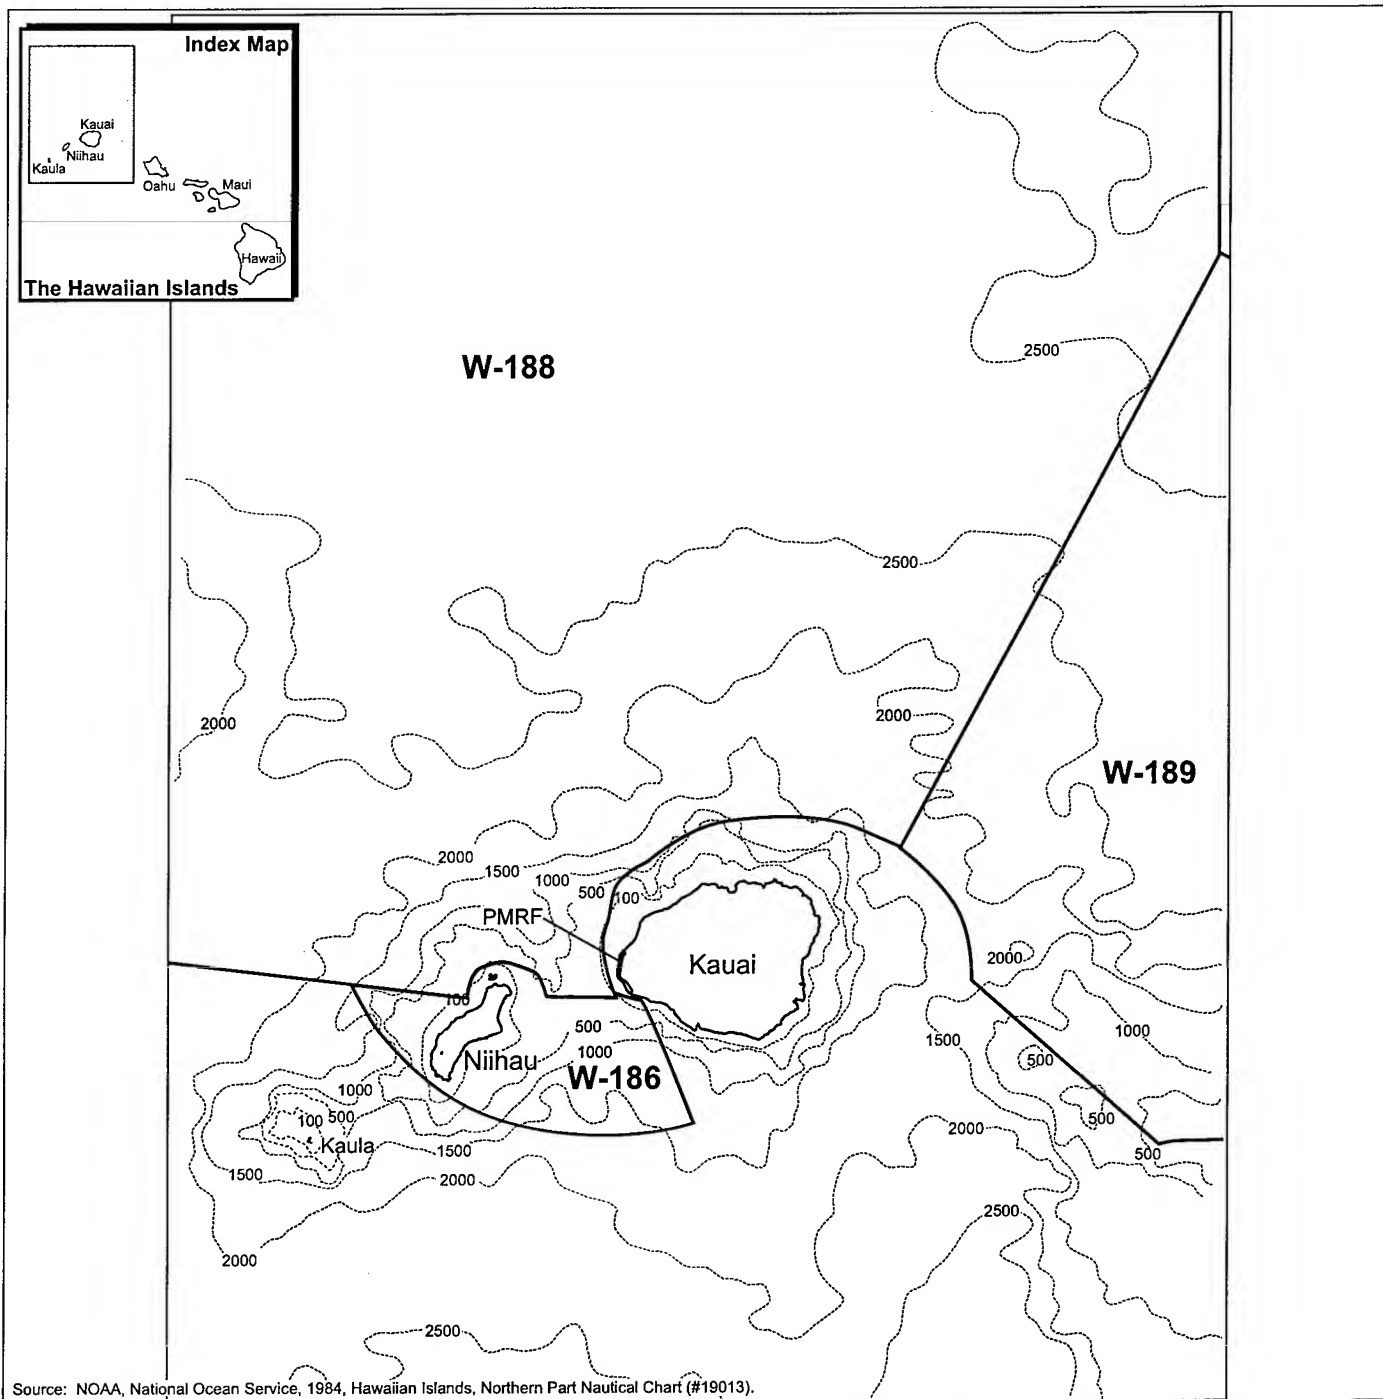 Index Map
Kauai
Niihau
Kaula
Oahu
Maui
Hawaii
The Hawaiian Islands
W-188
2500
2500
2000
2000
W-189
2000
1500
1000
500
100
PMRF
Kauai
2000
100
500
1000
1500
Niihau
1000
500
W-186
1000
100
500
500
Kaula
2000
1500
500
1500
2000
2500
2000
2500
Source: NOAA, National Ocean Service, 1984, Hawaiian Islands, Northern Part Nautical Chart (#19013).